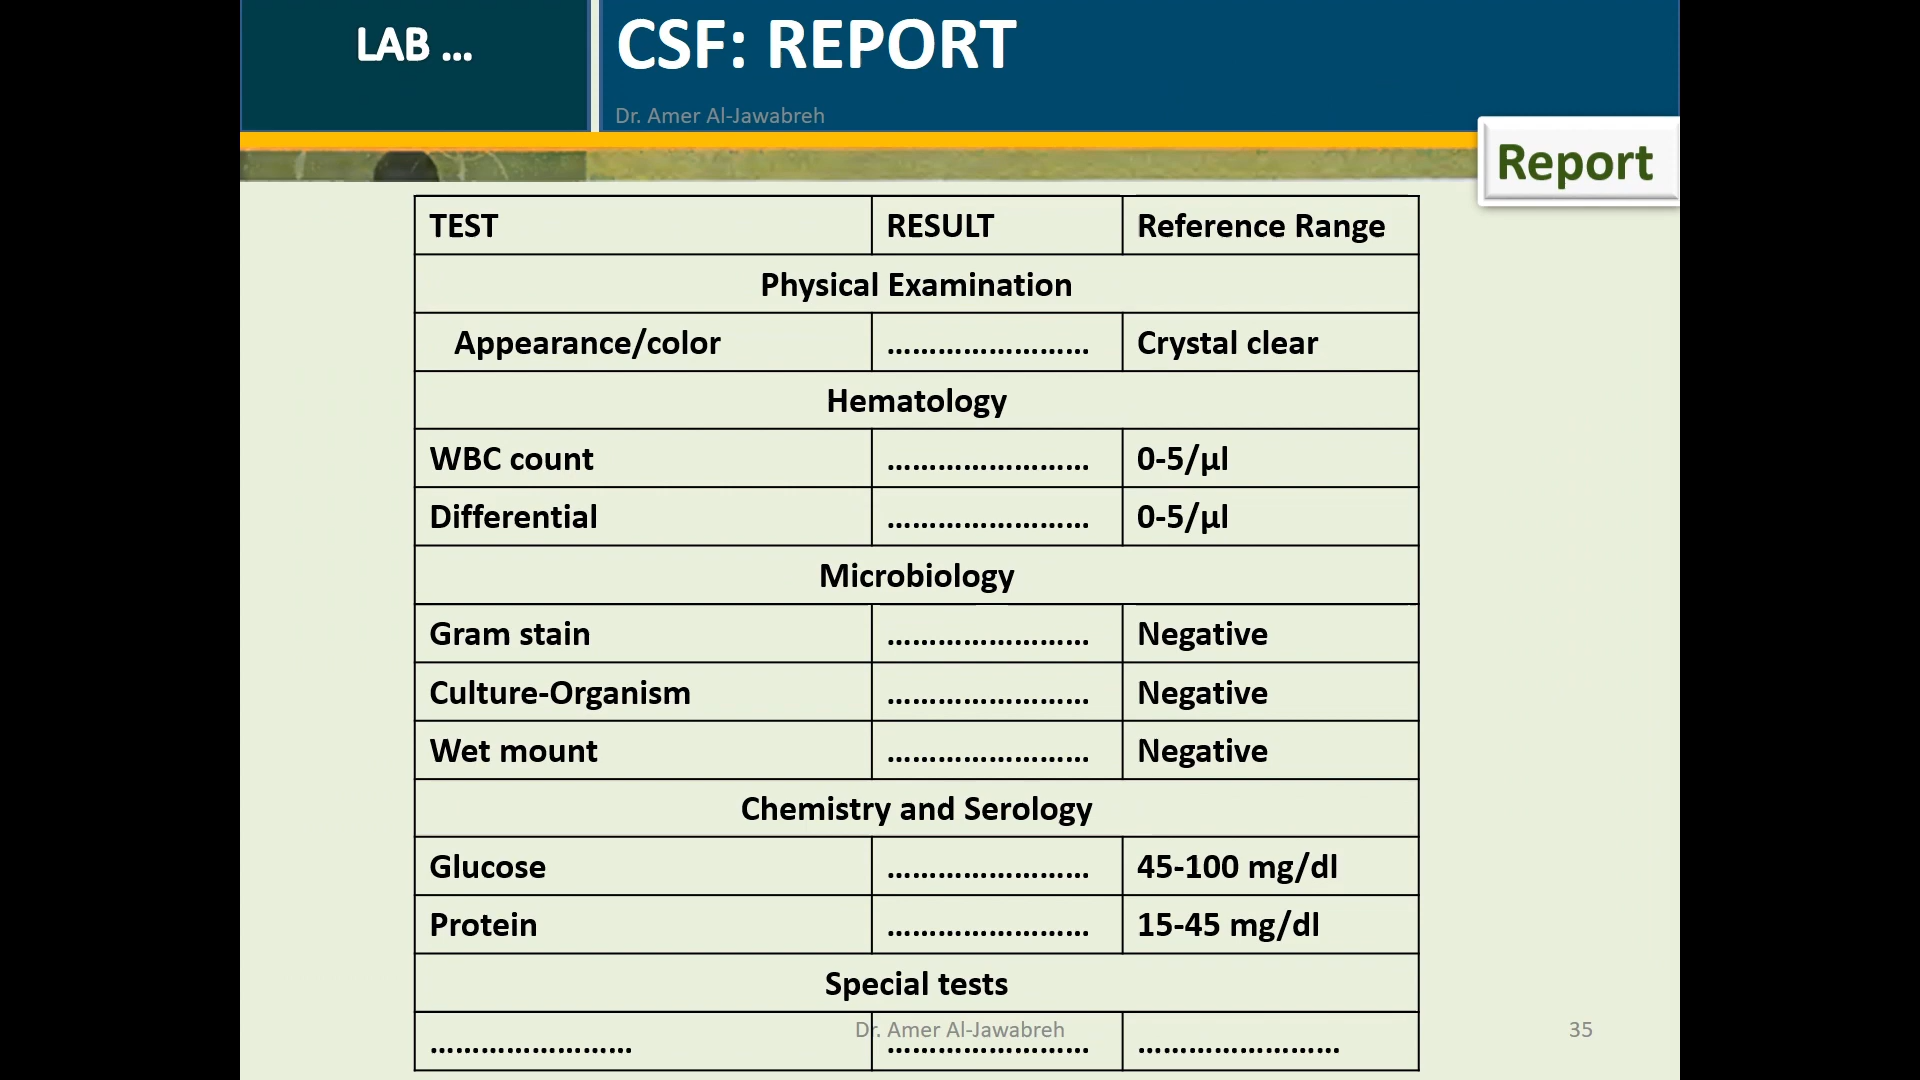 LAB ...
CSF: REPORT
Dr. Amer Al-Jawabreh
Report
TEST RESULT Reference Range
Physical Examination
Appearance/color ........................ Crystal clear
Hematology
WBC count ........................ 0-5/µl
Differential ........................ 0-5/µl
Microbiology
Gram stain ........................ Negative
Culture-Organism ........................ Negative
Wet mount ........................ Negative
Chemistry and Serology
Glucose ........................ 45-100 mg/dl
Protein ........................ 15-45 mg/dl
Special tests
........................ ........................ ........................
Dr. Amer Al-Jawabreh
35